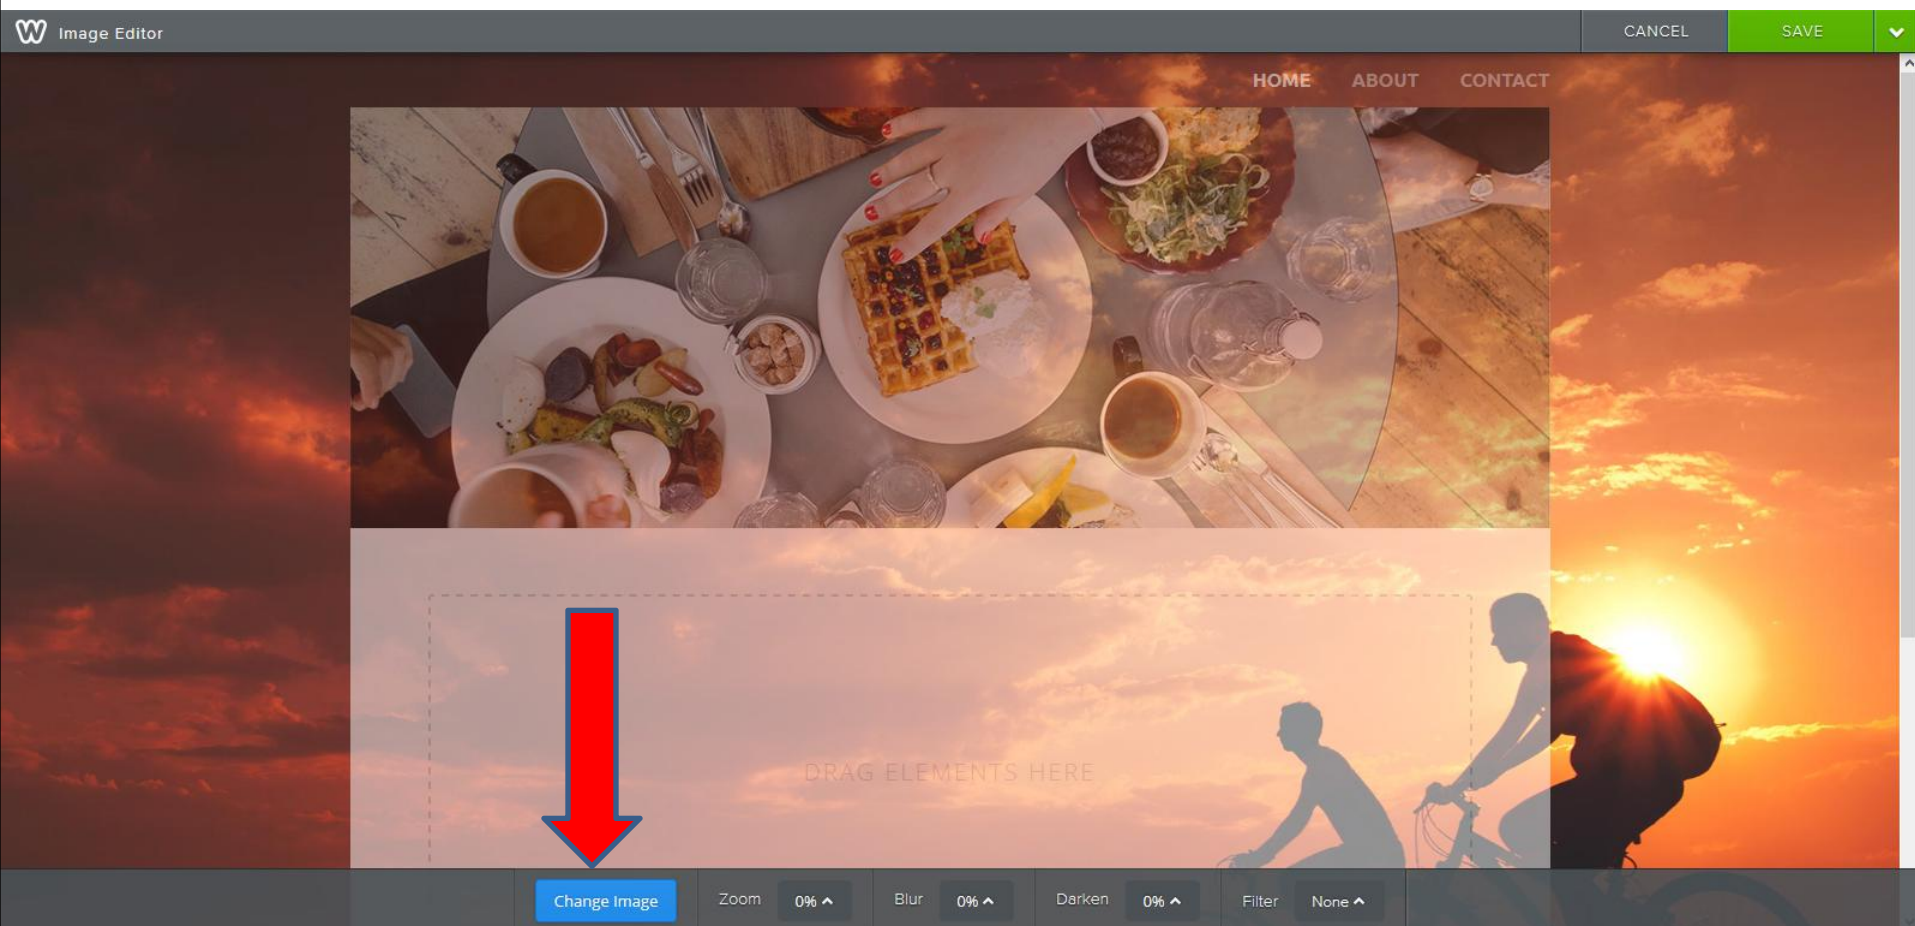 Image Editor
CANCEL
SAVE
HOME ABOUT CONTACT
DRAG ELEMENTS HERE
Change Image
Zoom 0%
Blur 0%
Darken 0%
Filter None